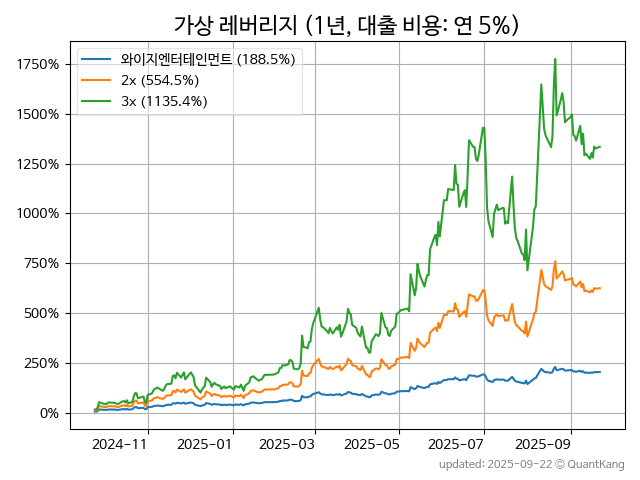 가상 레버리지 (1년, 대출 비용: 연 5%)
와이지엔터테인먼트 (188.5%)
2x (554.5%)
3x (1135.4%)
1750%
1500%
1250%
1000%
750%
500%
250%
0%
2024-11 2025-01 2025-03 2025-05 2025-07 2025-09
updated: 2025-09-22 © QuantKang